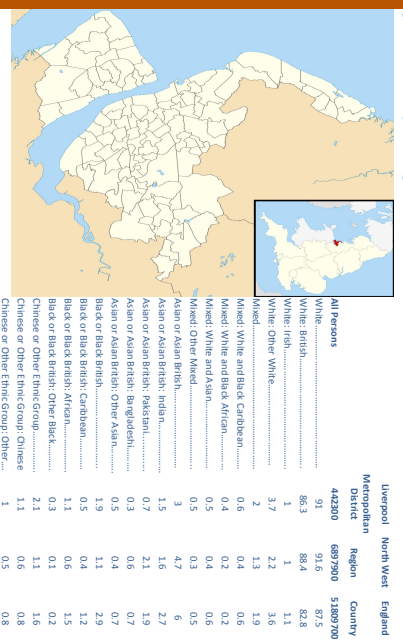 Liverpool North West England
Metropolitan
District Region Country
All Persons 442300 6897900 51809700
White 91 91.6 87.5
White: British 86.3 88.4 82.8
White: Irish 1 1 1.1
White: Other White 3.7 2.2 3.6
Mixed 2 1.3 1.9
Mixed: White and Black Caribbean 0.6 0.4 0.6
Mixed: White and Black African 0.4 0.2 0.2
Mixed: White and Asian 0.5 0.4 0.6
Mixed: Other Mixed 0.5 0.3 0.5
Asian or Asian British 3 4.7 6
Asian or Asian British: Indian 1.5 1.6 2.7
Asian or Asian British: Pakistani 0.7 2.1 1.9
Asian or Asian British: Bangladeshi 0.3 0.6 0.7
Asian or Asian British: Other Asian 0.5 0.4 0.7
Black or Black British 1.9 1.1 2.9
Black or Black British: Caribbean 0.5 0.4 1.2
Black or Black British: African 1.1 0.6 1.5
Black or Black British: Other Black 0.3 0.1 0.2
Chinese or Other Ethnic Group 2.1 1.1 1.6
Chinese or Other Ethnic Group: Chinese 1.1 0.6 0.8
Chinese or Other Ethnic Group: Other 1 0.5 0.8